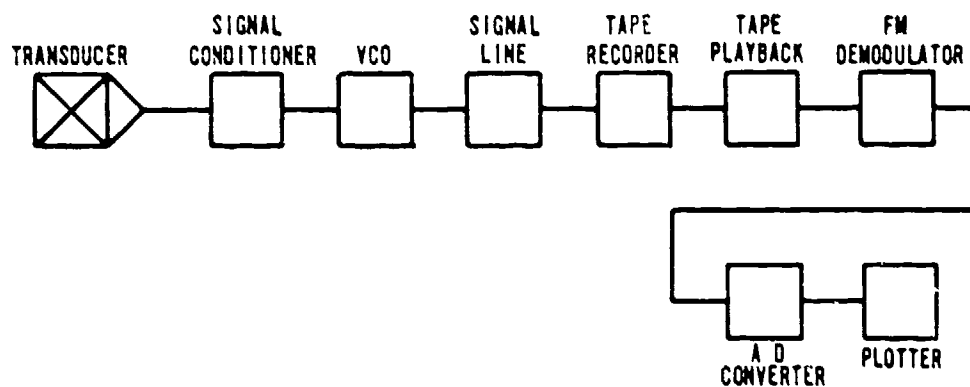 TRANSDUCER
SIGNAL
CONDITIONER
VCO
SIGNAL
LINE
TAPE
RECORDER
TAPE
PLAYBACK
FM
DEMODULATOR
A D
CONVERTER
PLOTTER